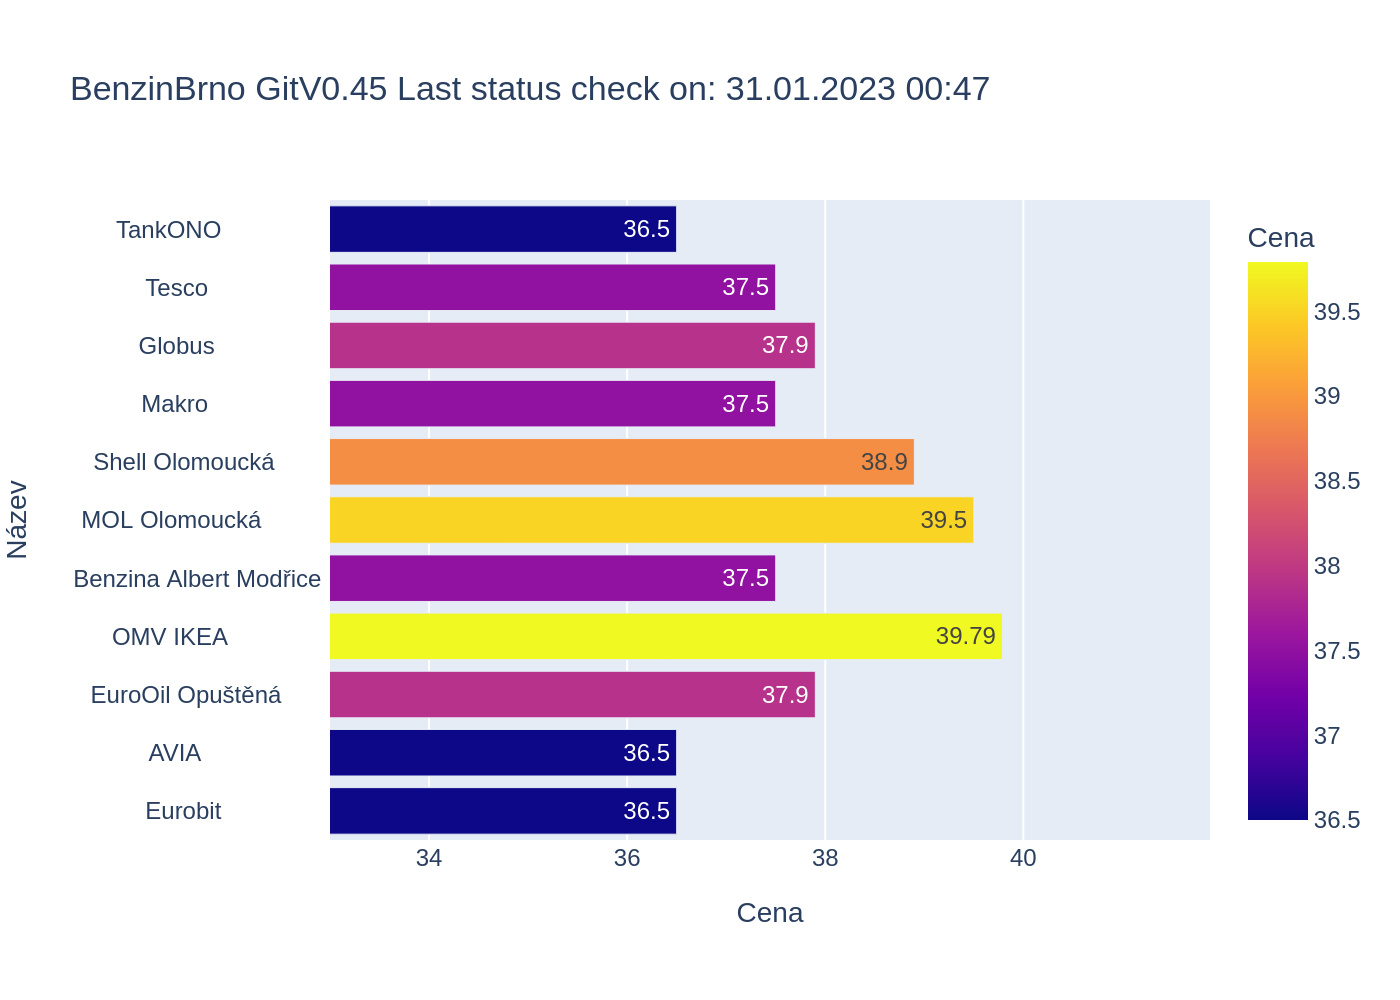 BenzinBrno GitV0.45 Last status check on: 31.01.2023 00:47
Cena
TankONO 36.5
Tesco 37.5
Globus 37.9
Makro 37.5
Shell Olomoucká 38.9
MOL Olomoucká 39.5
Benzina Albert Modřice 37.5
OMV IKEA 39.79
EuroOil Opuštěná 37.9
AVIA 36.5
Eurobit 36.5
Název
34 36 38 40
Cena
39.5
39
38.5
38
37.5
37
36.5